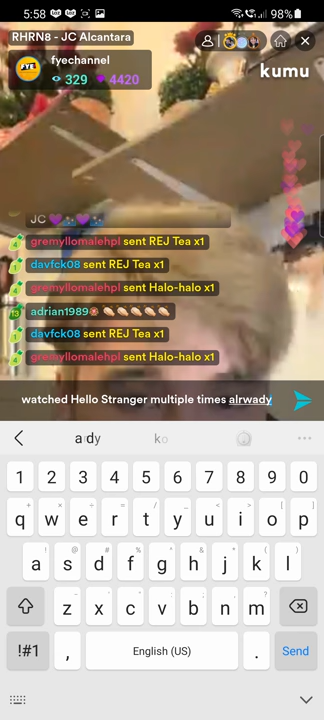 5:58 98%
RHRN8 - JC Alcantara
fyechannel
329 4420
kumu
JC
gremyllomalehpl sent REJ Tea x1
davfck08 sent REJ Tea x1
gremyllomalehpl sent Halo-halo x1
adrian1989
davfck08 sent REJ Tea x1
gremyllomalehpl sent Halo-halo x1
watched Hello Stranger multiple times alrwady
1 2 3 4 5 6 7 8 9 0
q w e r t y u i o p
a s d f g h j k l
z x c v b n m
!#1 , English (US) . Send